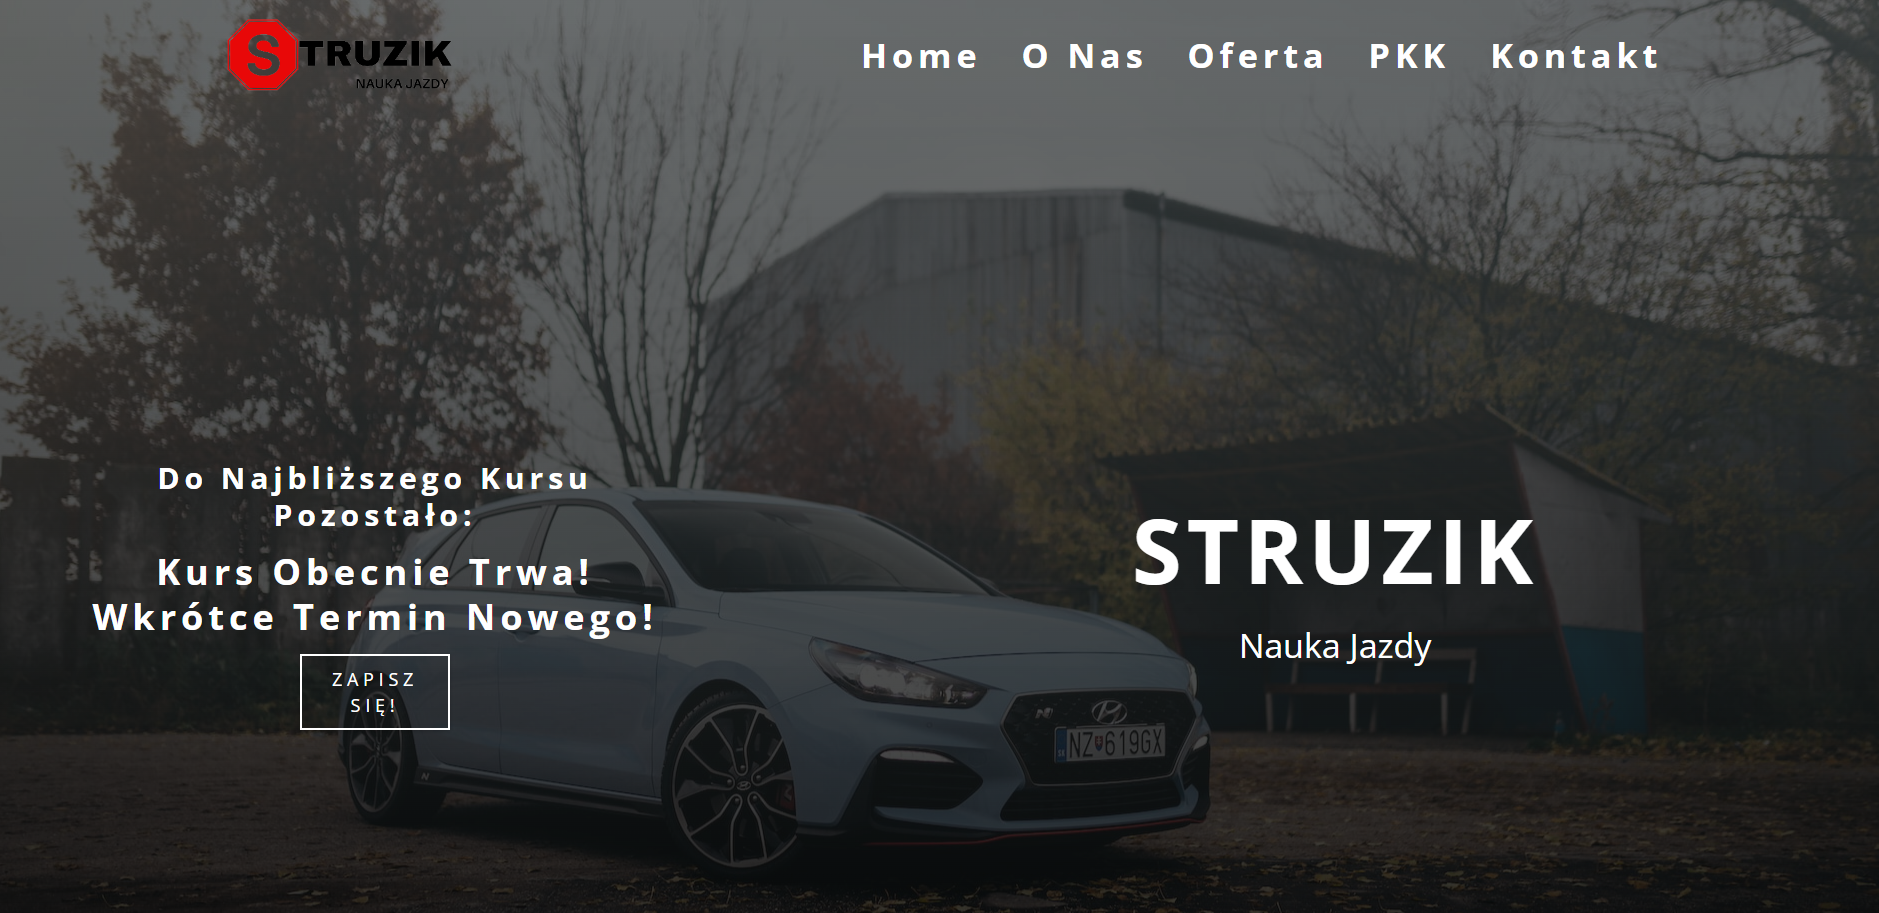 STRUZIK
NAUKA JAZDY
Home O Nas Oferta PKK Kontakt
Do Najbliższego Kursu
Pozostało:
Kurs Obecnie Trwa!
Wkrótce Termin Nowego!
ZAPISZ
SIĘ!
STRUZIK
Nauka Jazdy
N
NZ 619GX